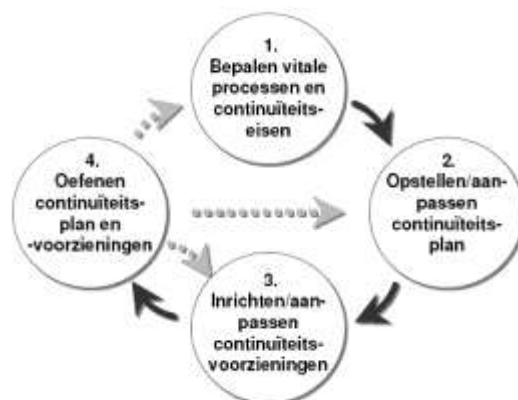 1.
Bepalen vitale
processen en
continuïteits-
eisen
2.
Opstellen/aan-
passen
continuïteits-
plan
3.
Inrichten/aan-
passen
continuïteits-
voorzieningen
4.
Oefenen
continuïteits-
plan en
-voorzieningen